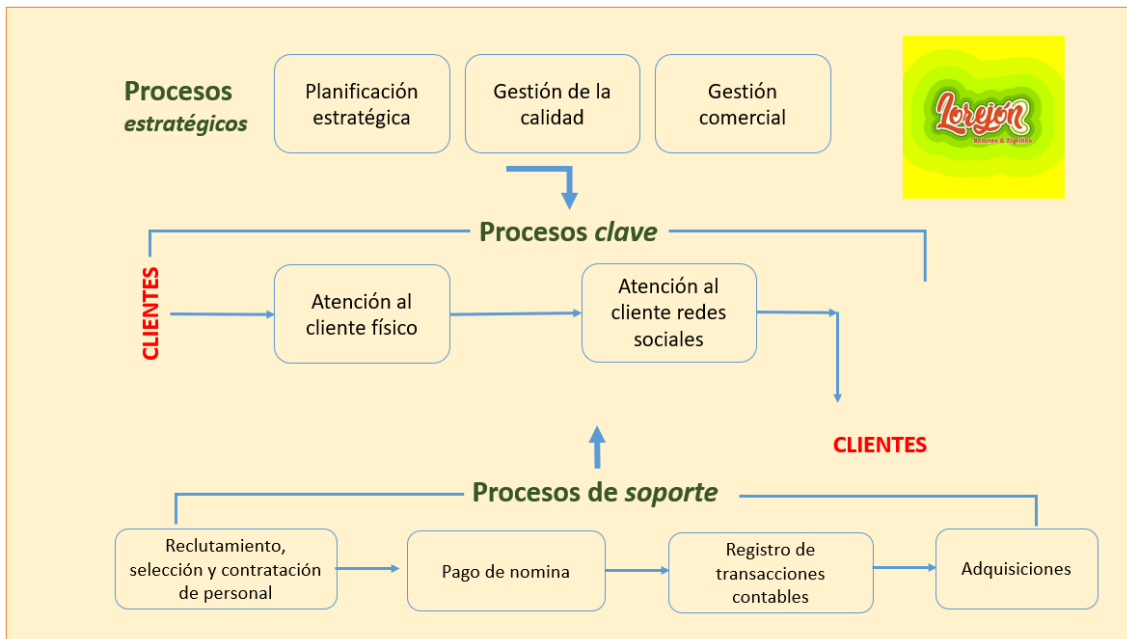 Procesos
estratégicos
Planificación
estratégica
Gestión de la
calidad
Gestión
comercial
Lorejón
Procesos clave
CLIENTES
Atención al
cliente físico
Atención al
cliente redes
sociales
CLIENTES
Procesos de soporte
Reclutamiento,
selección y contratación
de personal
Pago de nomina
Registro de
transacciones
contables
Adquisiciones